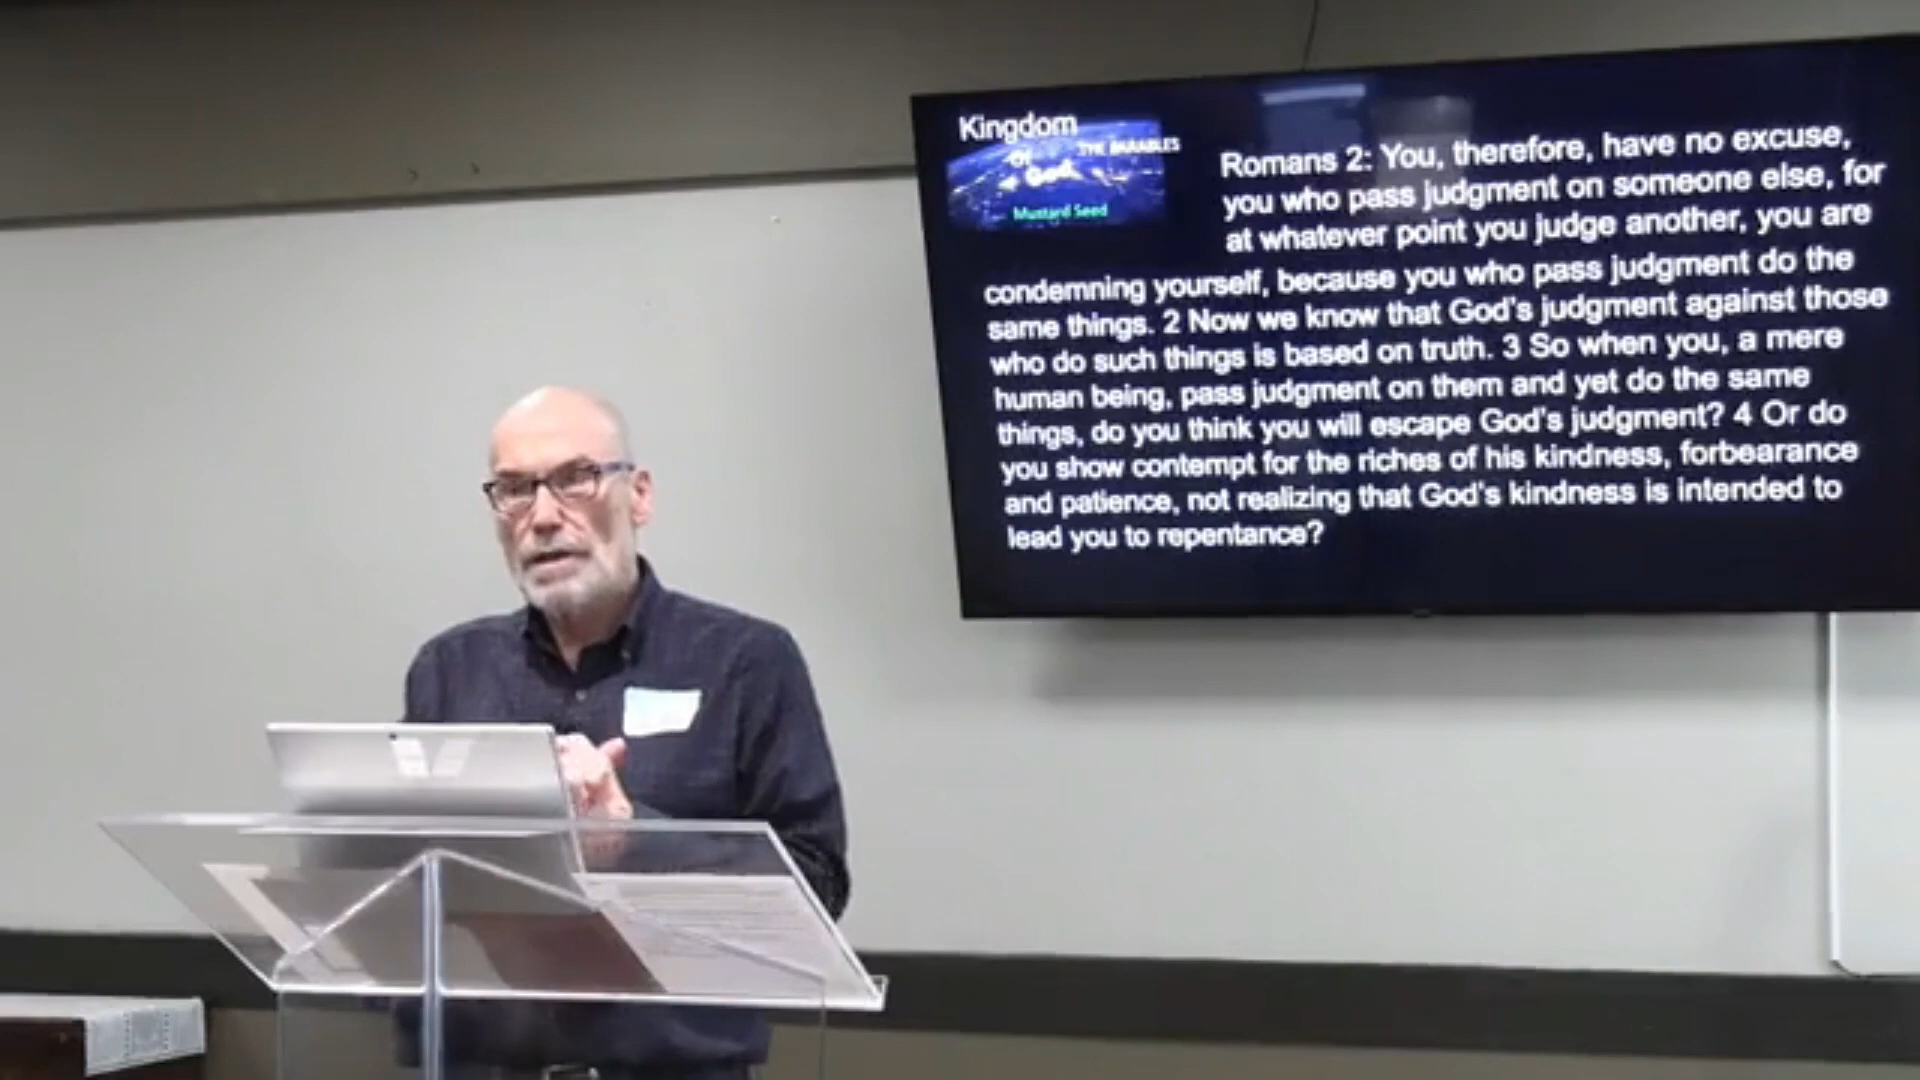 Kingdom
of
God
THE PARABLES
Mustard Seed
Romans 2: You, therefore, have no excuse,
you who pass judgment on someone else, for
at whatever point you judge another, you are
condemning yourself, because you who pass judgment do the
same things. 2 Now we know that God's judgment against those
who do such things is based on truth. 3 So when you, a mere
human being, pass judgment on them and yet do the same
things, do you think you will escape God's judgment? 4 Or do
you show contempt for the riches of his kindness, forbearance
and patience, not realizing that God's kindness is intended to
lead you to repentance?